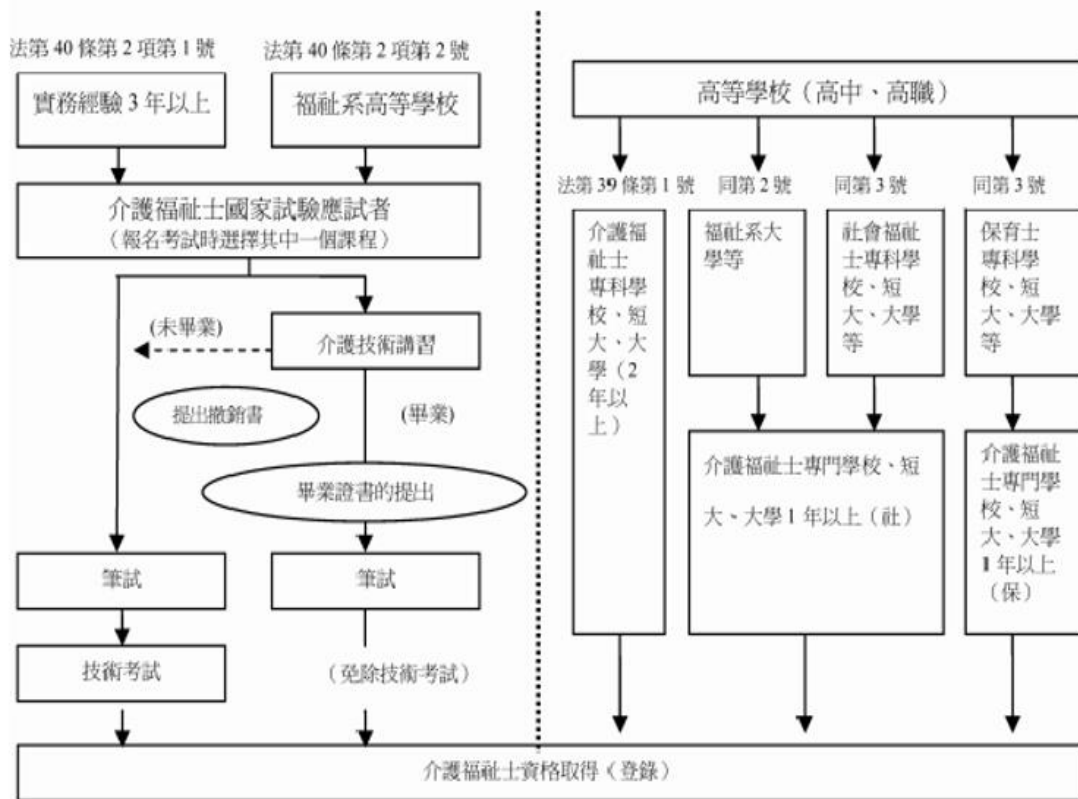 法第 40 條第 2 項第 1 號
法第 40 條第 2 項第 2 號
實務經驗 3 年以上
福祉系高等學校
介護福祉士國家試驗應試者
（報名考試時選擇其中一個課程）
(未畢業)
介護技術講習
提出撤銷書
(畢業)
畢業證書的提出
筆試
筆試
技術考試
（免除技術考試）
高等學校（高中、高職）
法第 39 條第 1 號
同第 2 號
同第 3 號
同第 3 號
介護福
祉士
專科學
校、短
大、大
學（2
年以
上）
福祉系大
學等
社會福祉
士專科學
校、短
大、大學
等
保育士
專科學
校、短
大、大學
等
介護福祉士專門學校、短
大、大學 1 年以上（社）
介護福祉
士專門學
校、短
大、大學
1 年以上
（保）
介護福祉士資格取得（登錄）